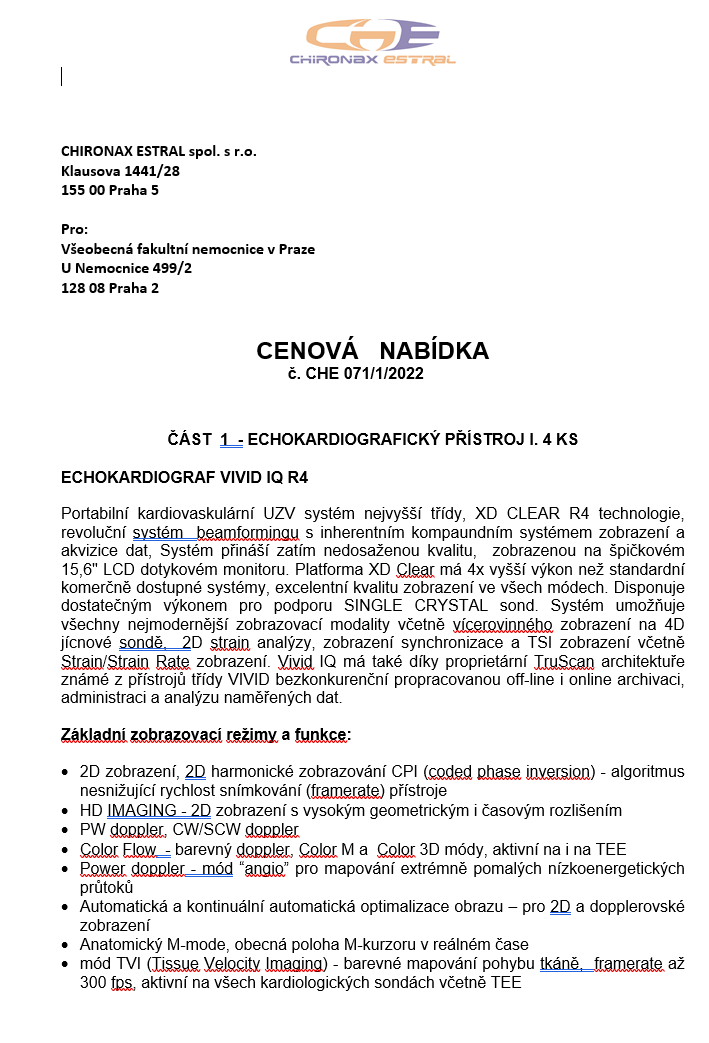 CHE
CHIRONAX ESTRAL
CHIRONAX ESTRAL spol. s r.o.
Klausova 1441/28
155 00 Praha 5
Pro:
Všeobecná fakultní nemocnice v Praze
U Nemocnice 499/2
128 08 Praha 2
CENOVÁ NABÍDKA
č. CHE 071/1/2022
ČÁST 1 - ECHOKARDIOGRAFICKÝ PŘÍSTROJ I. 4 KS
ECHOKARDIOGRAF VIVID IQ R4
Portabilní kardiovaskulární UZV systém nejvyšší třídy, XD CLEAR R4 technologie,
revoluční systém beamformingu s inherentním kompaundním systémem zobrazení a
akvizice dat, Systém přináší zatím nedosaženou kvalitu, zobrazenou na špičkovém
15,6" LCD dotykovém monitoru. Platforma XD Clear má 4x vyšší výkon než standardní
komerčně dostupné systémy, excelentní kvalitu zobrazení ve všech módech. Disponuje
dostatečným výkonem pro podporu SINGLE CRYSTAL sond. Systém umožňuje
všechny nejmodernější zobrazovací modality včetně vícerovinného zobrazení na 4D
jícnové sondě, 2D strain analýzy, zobrazení synchronizace a TSI zobrazení včetně
Strain/Strain Rate zobrazení. Vivid IQ má také díky proprietární TruScan architektuře
známé z přístrojů třídy VIVID bezkonkurenční propracovanou off-line i online archivaci,
administraci a analýzu naměřených dat.
Základní zobrazovací režimy a funkce:
• 2D zobrazení, 2D harmonické zobrazování CPI (coded phase inversion) - algoritmus
nesnižující rychlost snímkování (framerate) přístroje
• HD IMAGING - 2D zobrazení s vysokým geometrickým i časovým rozlišením
• PW doppler, CW/SCW doppler
• Color Flow - barevný doppler, Color M a Color 3D módy, aktivní na i na TEE
• Power doppler - mód “angio” pro mapování extrémně pomalých nízkoenergetických
průtoků
• Automatická a kontinuální automatická optimalizace obrazu – pro 2D a dopplerovské
zobrazení
• Anatomický M-mode, obecná poloha M-kurzoru v reálném čase
• mód TVI (Tissue Velocity Imaging) - barevné mapování pohybu tkáně, framerate až
300 fps, aktivní na všech kardiologických sondách včetně TEE